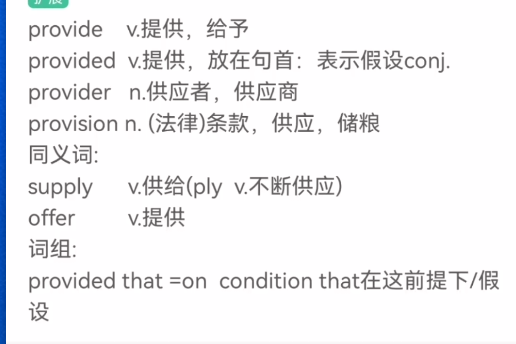 扩展
provide v.提供，给予
provided v.提供，放在句首：表示假设conj.
provider n.供应者，供应商
provision n. (法律)条款，供应，储粮
同义词:
supply v.供给(ply v.不断供应)
offer v.提供
词组:
provided that =on condition that在这前提下/假
设